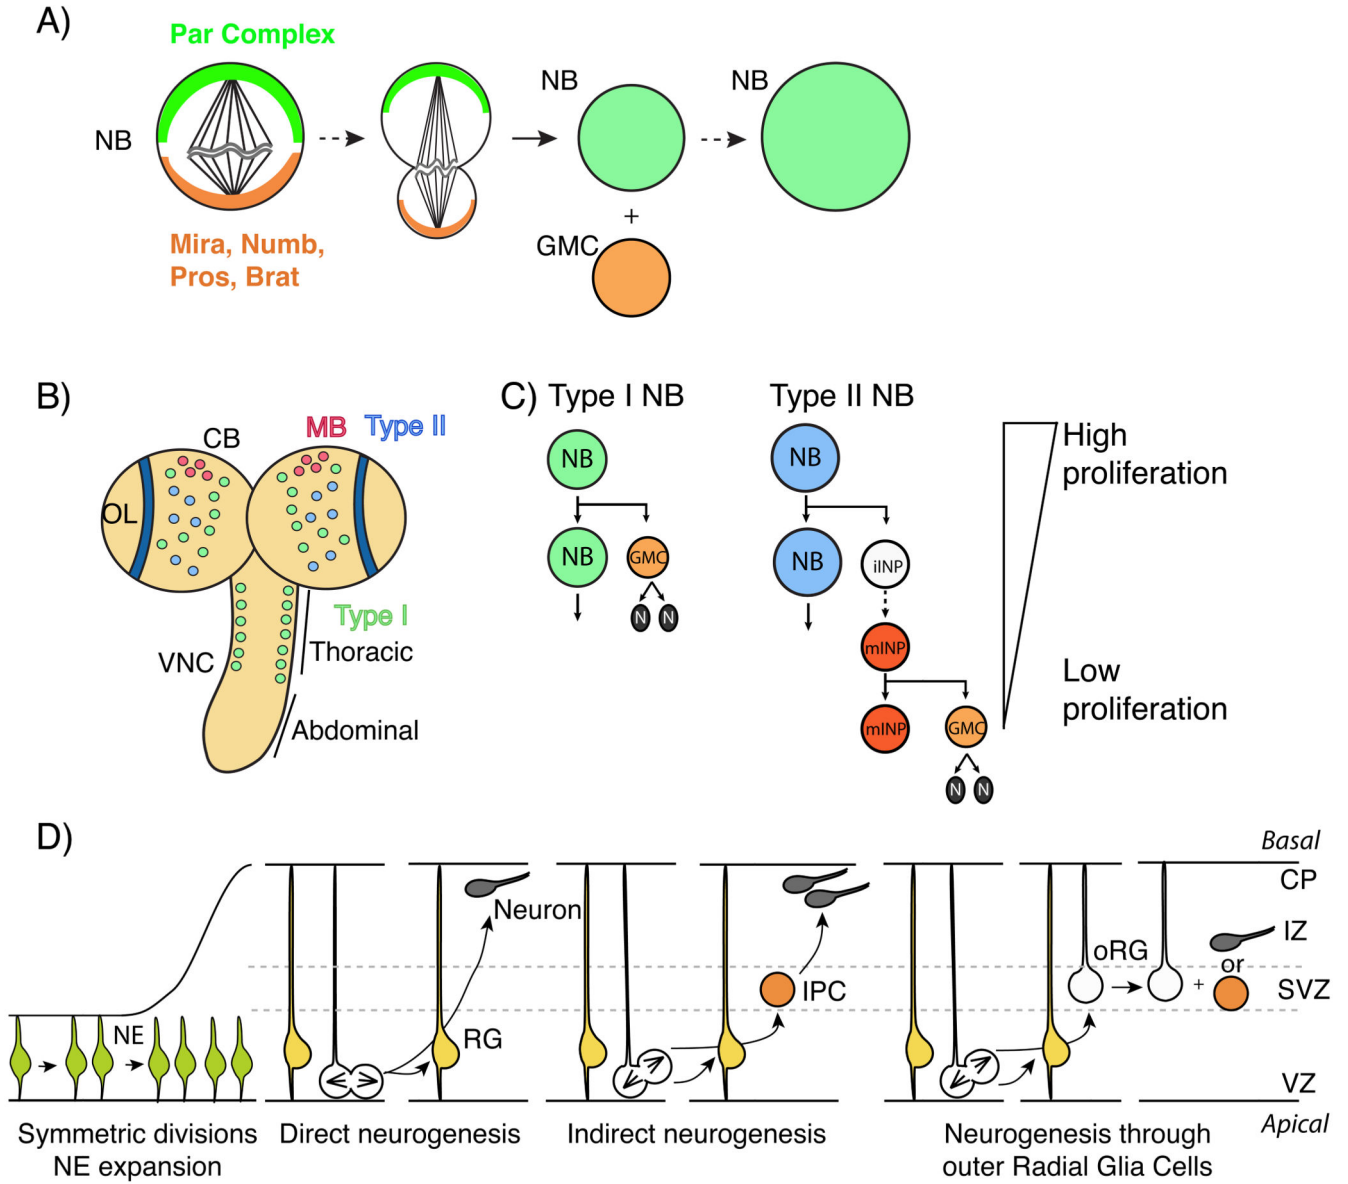 A)
Par Complex
NB
NB
NB
Mira, Numb,
Pros, Brat
+
GMC
B)
CB
MB
Type II
OL
Type I
VNC
Thoracic
Abdominal
C)
Type I NB
Type II NB
NB
NB
GMC
N N
NB
NB
iINP
mINP
mINP
GMC
N N
High
proliferation
Low
proliferation
D)
Basal
CP
Neuron
IZ
oRG
or
IPC
+
SVZ
NE
RG
VZ
Apical
Symmetric divisions
NE expansion
Direct neurogenesis
Indirect neurogenesis
Neurogenesis through
outer Radial Glia Cells